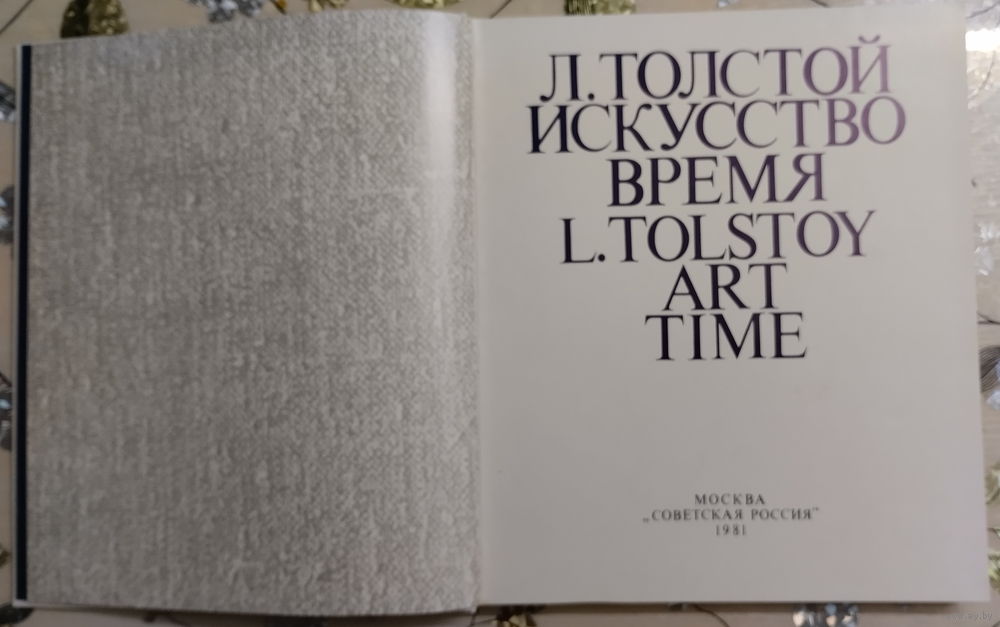 Л. ТОЛСТОЙ
ИСКУССТВО
ВРЕМЯ
L. TOLSTOY
ART
TIME
МОСКВА
„СОВЕТСКАЯ РОССИЯ"
1981